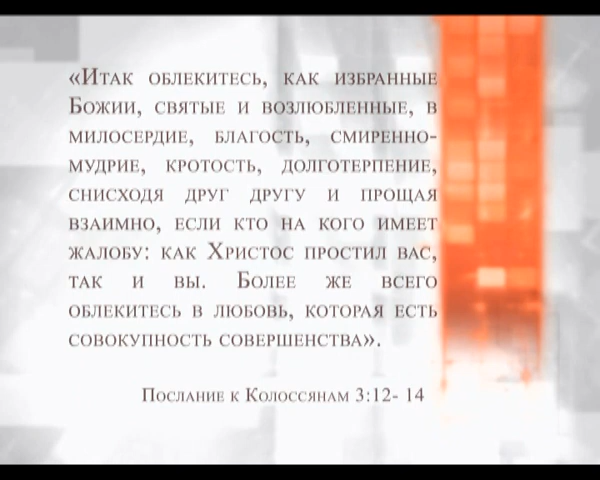 «Итак облекитесь, как избранные
Божии, святые и возлюбленные, в
милосердие, благость, смиренно-
мудрие, кротость, долготерпение,
снисходя друг другу и прощая
взаимно, если кто на кого имеет
жалобу: как Христос простил вас,
так и вы. Более же всего
облекитесь в любовь, которая есть
совокупность совершенства».
Послание к Колоссянам 3:12- 14